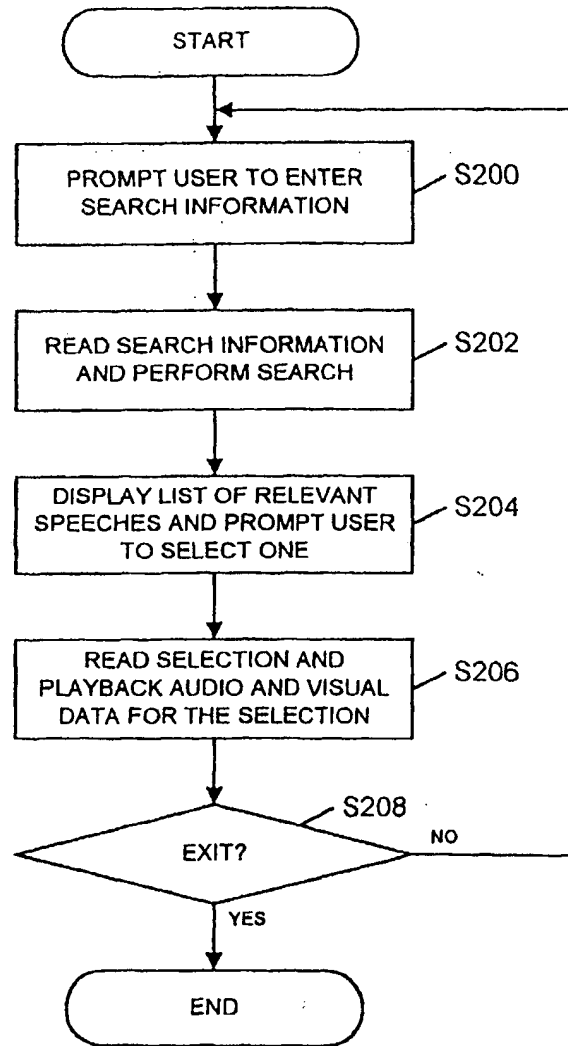 START
PROMPT USER TO ENTER
SEARCH INFORMATION
S200
READ SEARCH INFORMATION
AND PERFORM SEARCH
S202
DISPLAY LIST OF RELEVANT
SPEECHES AND PROMPT USER
TO SELECT ONE
S204
READ SELECTION AND
PLAYBACK AUDIO AND VISUAL
DATA FOR THE SELECTION
S206
S208
EXIT?
NO
YES
END